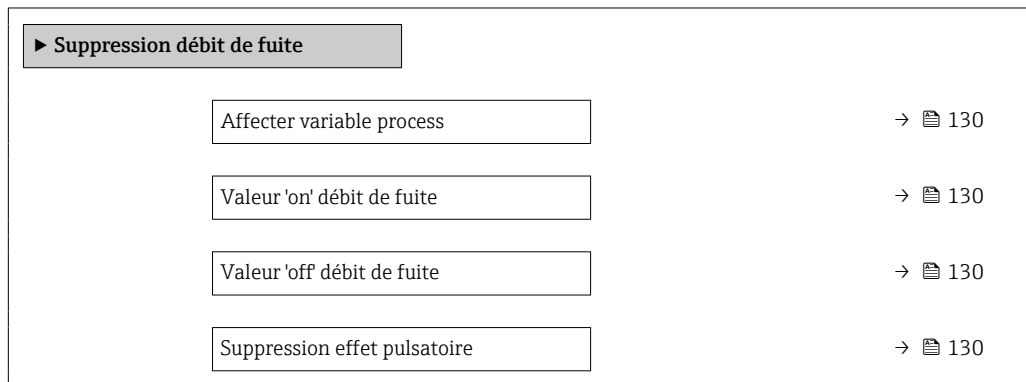 ▶ Suppression débit de fuite
Affecter variable process → 130
Valeur 'on' débit de fuite → 130
Valeur 'off' débit de fuite → 130
Suppression effet pulsatoire → 130